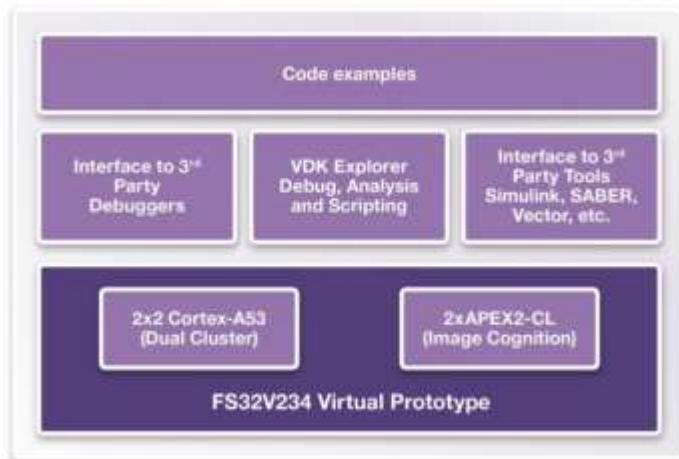 Code examples
Interface to 3rd
Party
Debuggers
VDK Explorer
Debug, Analysis
and Scripting
Interface to 3rd
Party Tools
Simulink, SABER,
Vector, etc.
2x2 Cortex-A53
(Dual Cluster)
2xAPEX2-CL
(Image Cognition)
FS32V234 Virtual Prototype